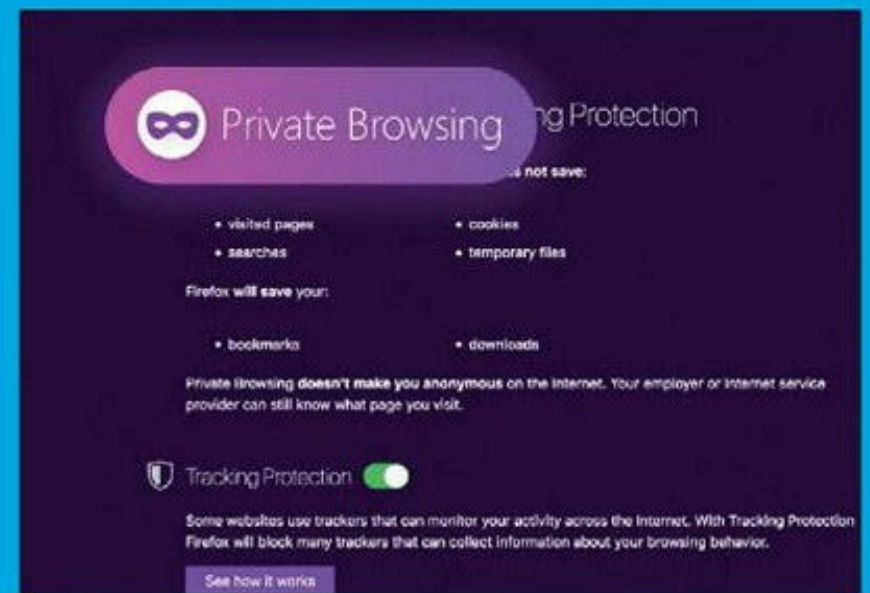 Private Browsing
ng Protection
s not save:
• visited pages • cookies
• searches • temporary files
Firefox will save your:
• bookmarks • downloads
Private Browsing doesn't make you anonymous on the Internet. Your employer or Internet service
provider can still know what page you visit.
Tracking Protection
Some websites use trackers that can monitor your activity across the Internet. With Tracking Protection
Firefox will block many trackers that can collect information about your browsing behavior.
See how it works